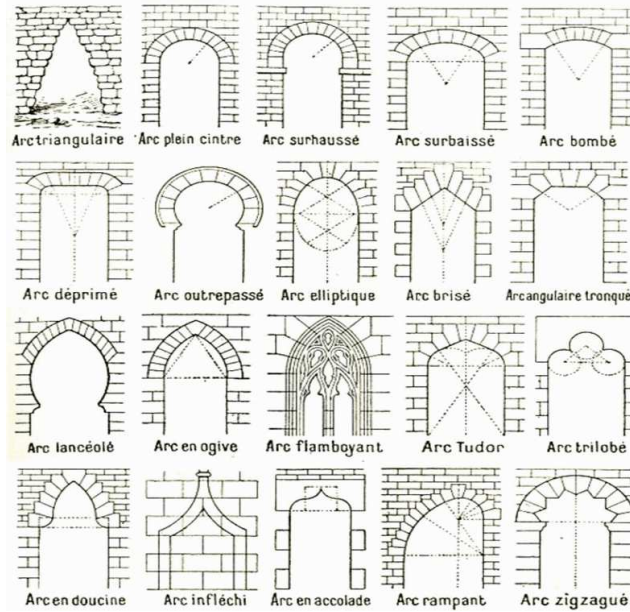 Arc triangulaire
Arc plein cintre
Arc surhaussé
Arc surbaissé
Arc bombé
Arc déprimé
Arc outrepassé
Arc elliptique
Arc brisé
Arc angulaire tronqué
Arc lancéolé
Arc en ogive
Arc flamboyant
Arc Tudor
Arc trilobé
Arc en doucine
Arc infléchi
Arc en accolade
Arc rampant
Arc zigzagué